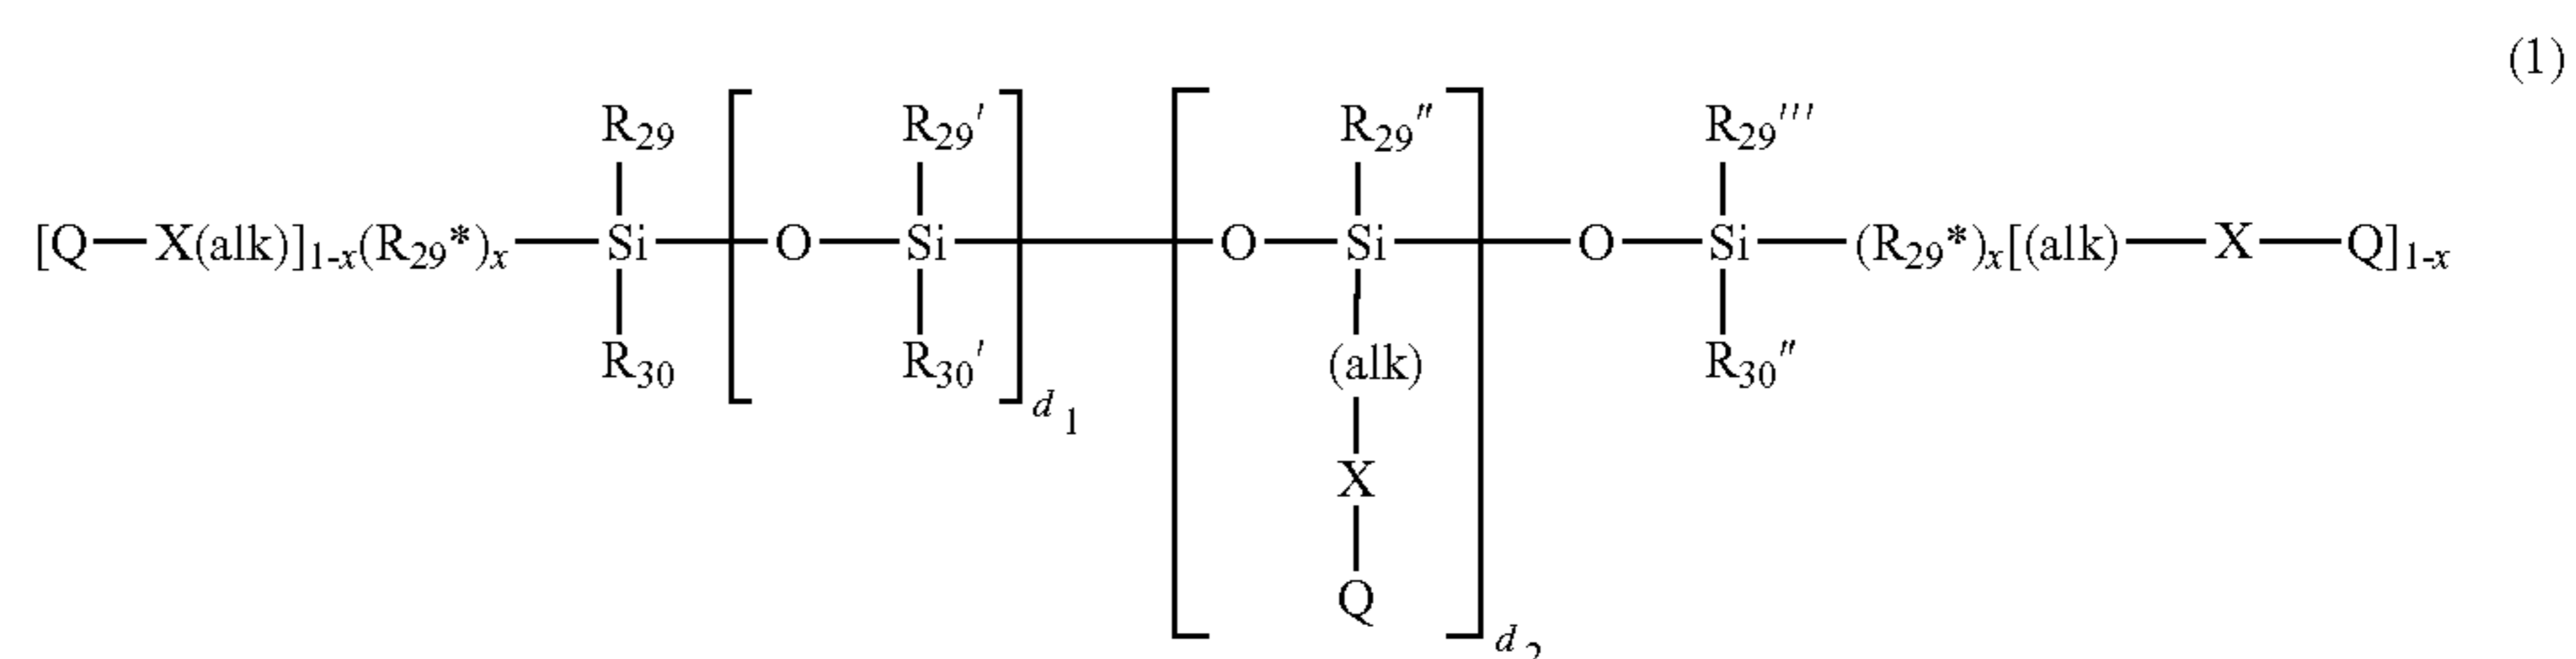 (1)
R29 R29′ R29″ R29‴
[Q—X(alk)]1-x(R29*)x—Si—[O—Si—]d1—[O—Si—]d2—O—Si—(R29*)x[(alk)—X—Q]1-x
R30 R30′ (alk) R30″
X
Q